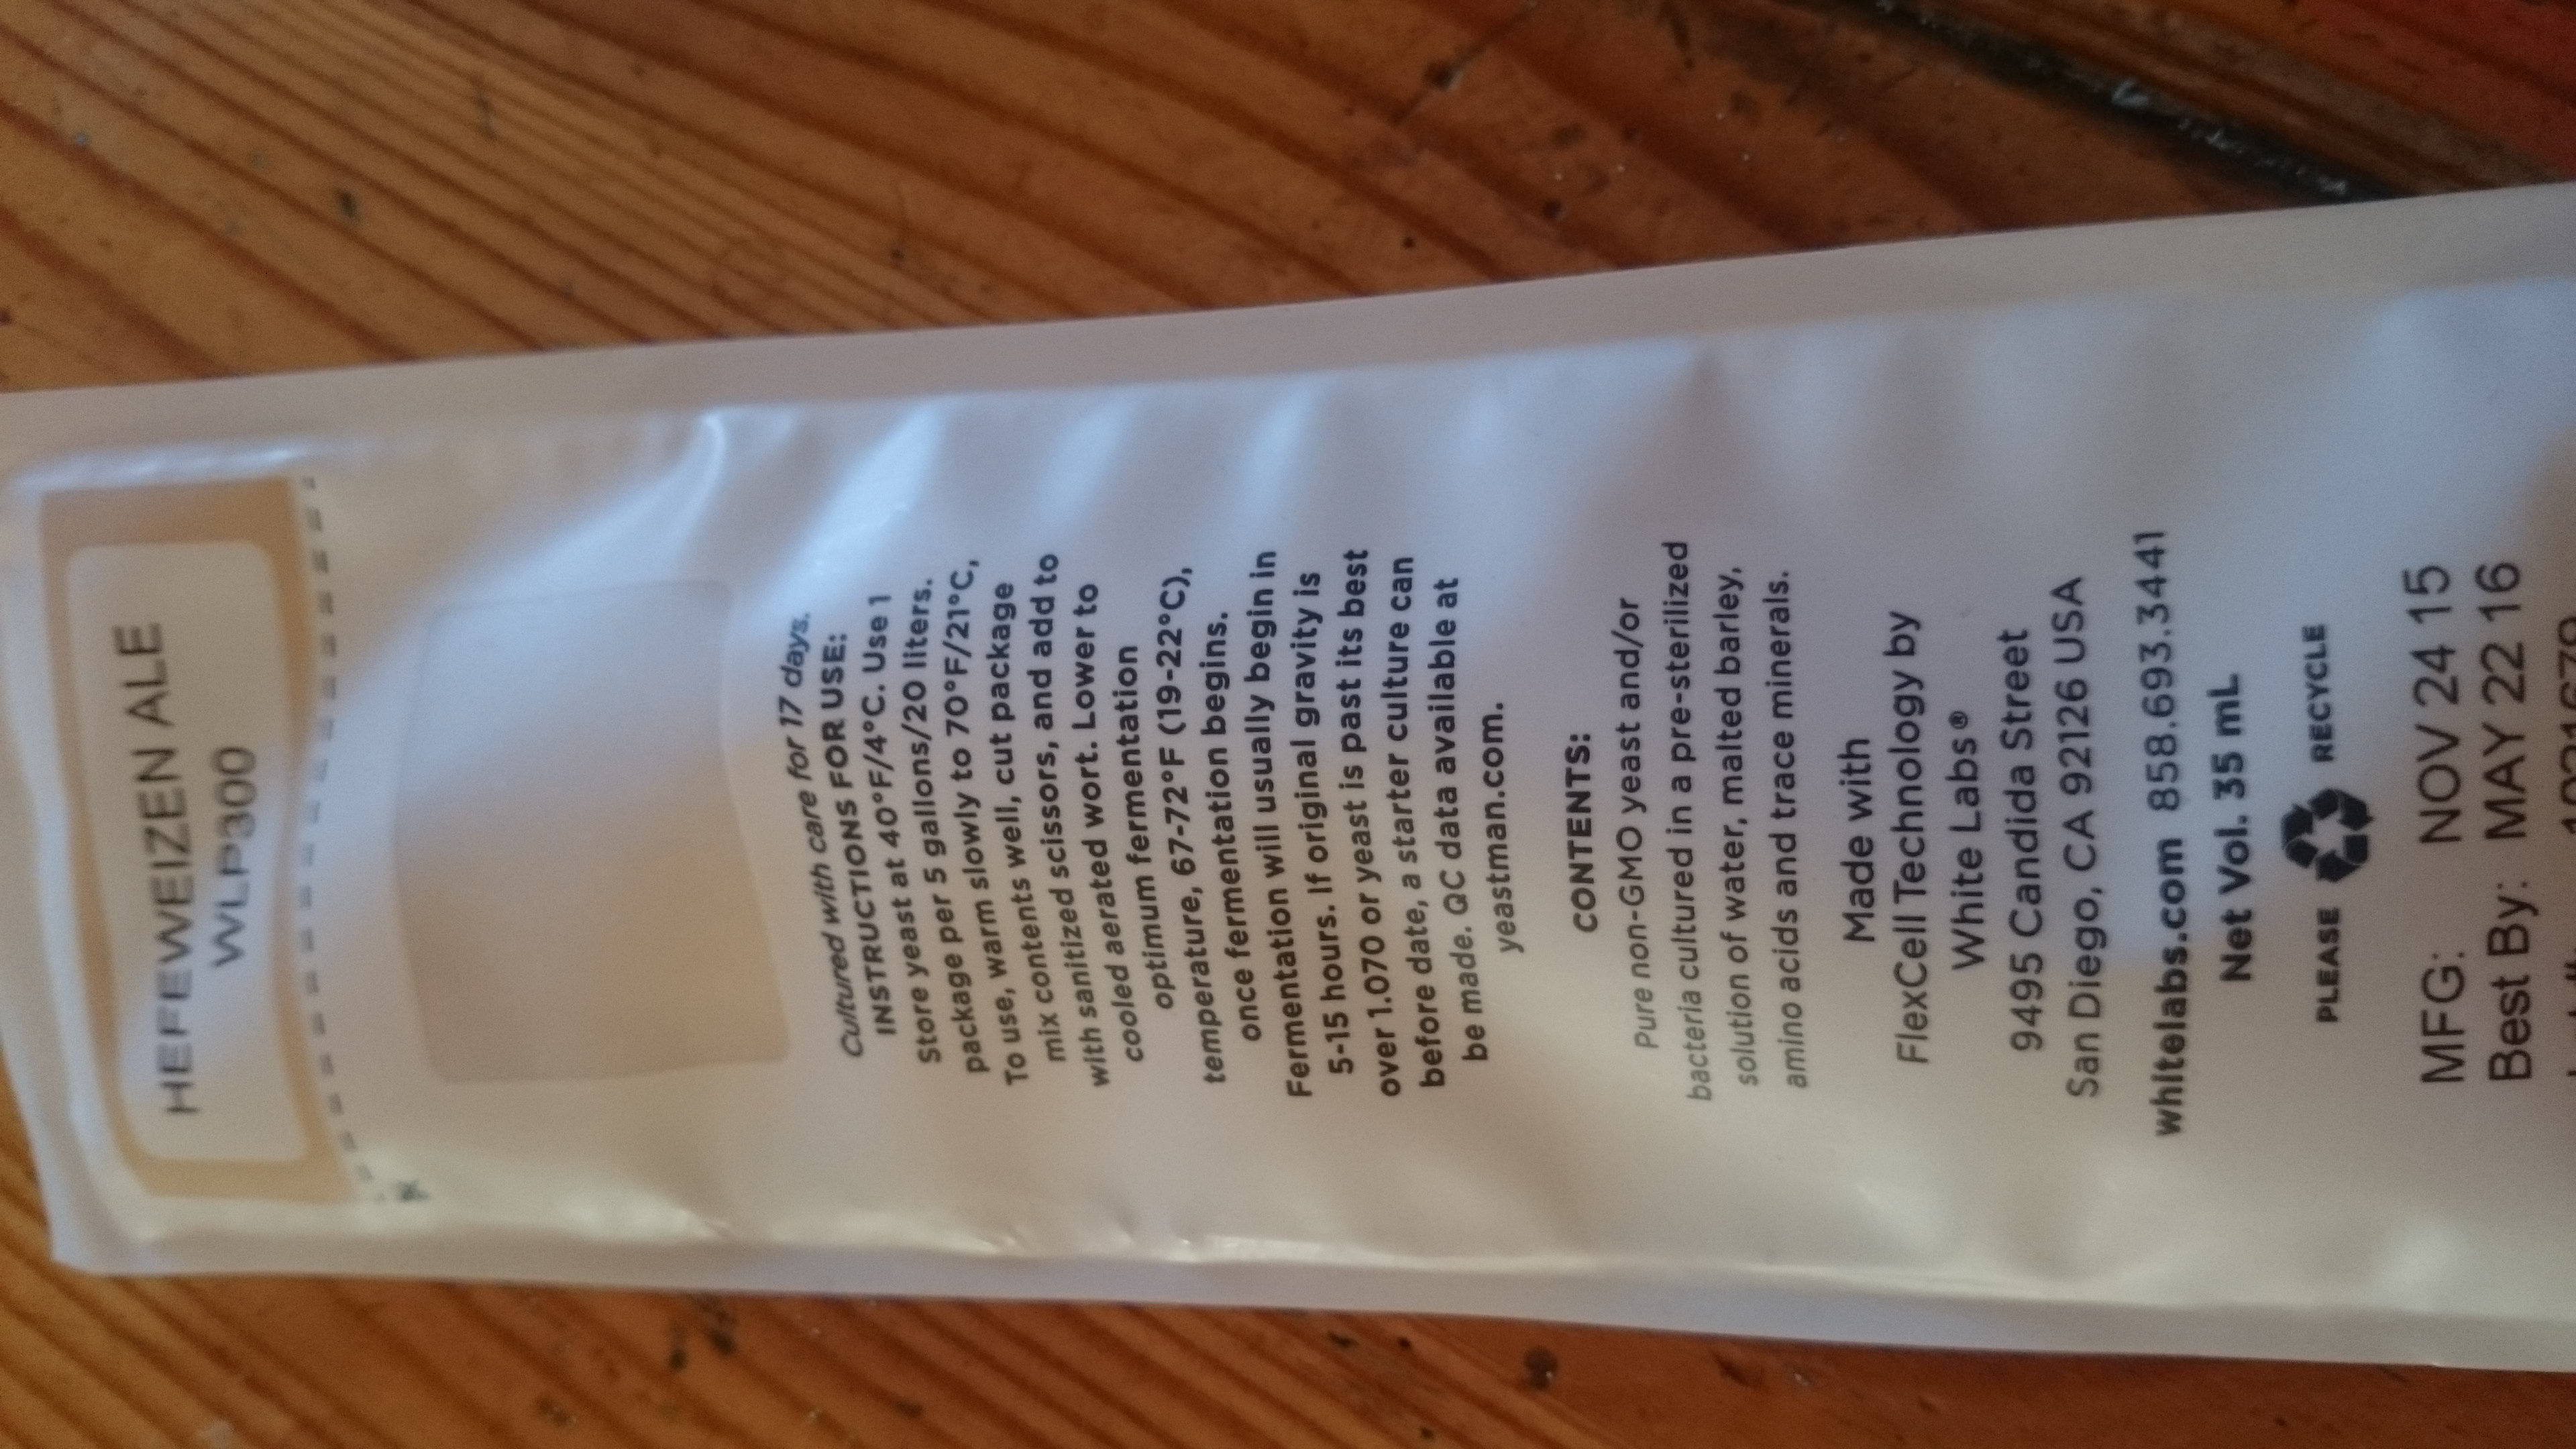 HEFEWEIZEN ALE
WLP300
Cultured with care for 17 days.
INSTRUCTIONS FOR USE:
Store yeast at 40°F/4°C. Use 1
package per 5 gallons/20 liters.
To use, warm slowly to 70°F/21°C,
mix contents well, cut package
with sanitized scissors, and add to
cooled aerated wort. Lower to
optimum fermentation
temperature, 67-72°F (19-22°C),
once fermentation begins.
Fermentation will usually begin in
5-15 hours. If original gravity is
over 1.070 or yeast is past its best
before date, a starter culture can
be made. QC data available at
yeastman.com.
CONTENTS:
Pure non-GMO yeast and/or
bacteria cultured in a pre-sterilized
solution of water, malted barley,
amino acids and trace minerals.
Made with
FlexCell Technology by
White Labs®
9495 Candida Street
San Diego, CA 92126 USA
whitelabs.com 858.693.3441
Net Vol. 35 mL
PLEASE RECYCLE
MFG: NOV 24 15
Best By: MAY 22 16